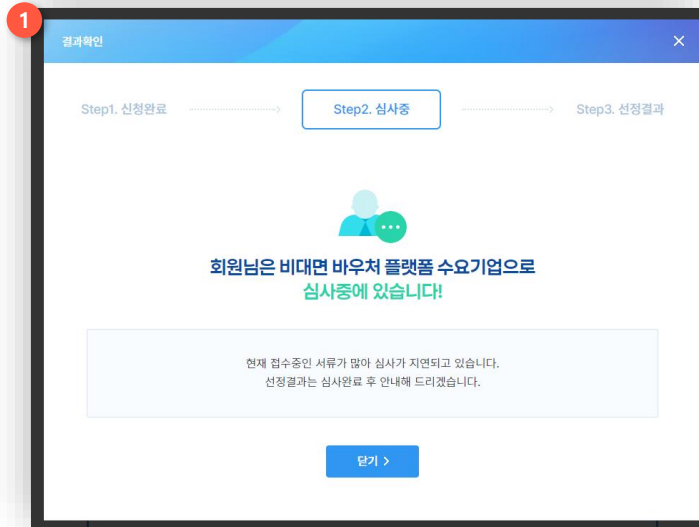 1
결과확인
Step1. 신청완료
Step2. 심사중
Step3. 선정결과
회원님은 비대면 바우처 플랫폼 수요기업으로
심사중에 있습니다!
현재 접수중인 서류가 많아 심사가 지연되고 있습니다.
선정결과는 심사완료 후 안내해 드리겠습니다.
닫기